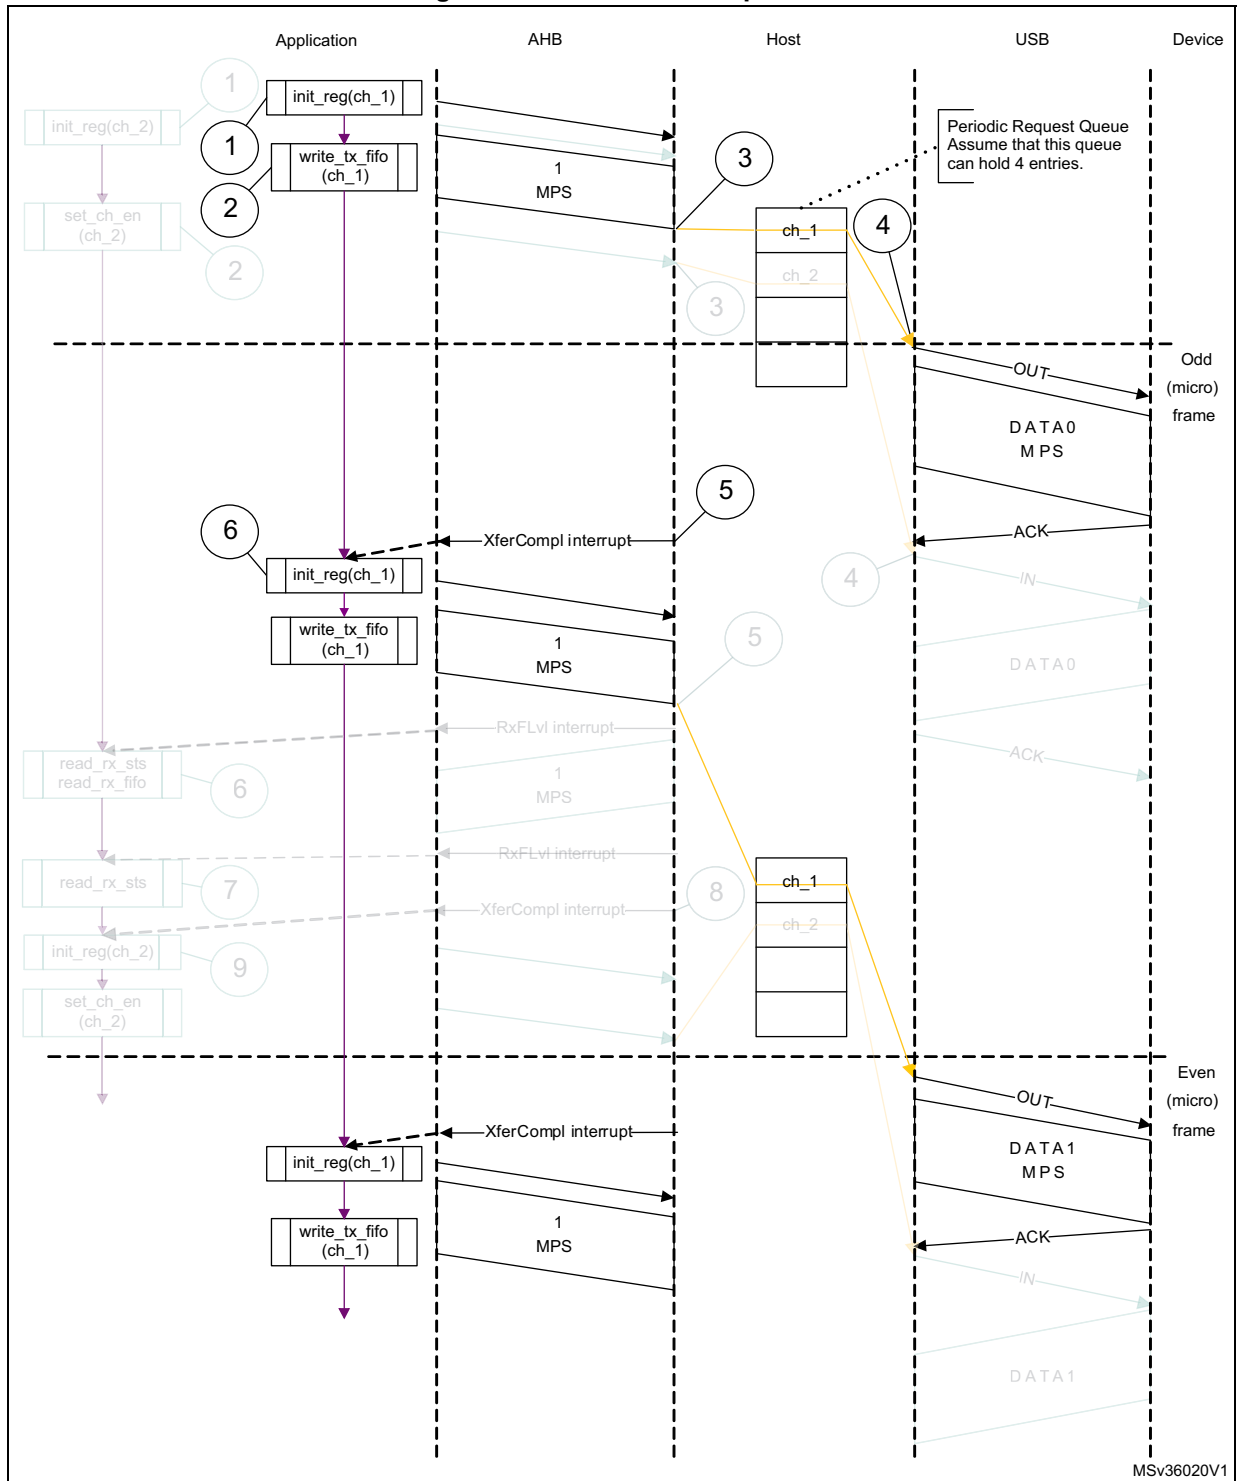 Application
AHB
Host
USB
Device
1
init_reg(ch_1)
init_reg(ch_2)
1
write_tx_fifo
(ch_1)
1
MPS
3
Periodic Request Queue
Assume that this queue
can hold 4 entries.
2
set_ch_en
(ch_2)
2
ch_1
4
ch_2
3
Odd
(micro)
frame
OUT
DATA0
MPS
5
6
XferCompl interrupt
ACK
init_reg(ch_1)
4
IN
write_tx_fifo
(ch_1)
1
MPS
5
DATA0
RxFLvl interrupt
ACK
read_rx_sts
read_rx_fifo
6
1
MPS
RxFLvl interrupt
read_rx_sts
7
8
ch_1
XferCompl interrupt
ch_2
init_reg(ch_2)
9
set_ch_en
(ch_2)
Even
(micro)
frame
OUT
XferCompl interrupt
DATA1
MPS
init_reg(ch_1)
write_tx_fifo
(ch_1)
1
MPS
ACK
IN
DATA1
MSv36020V1